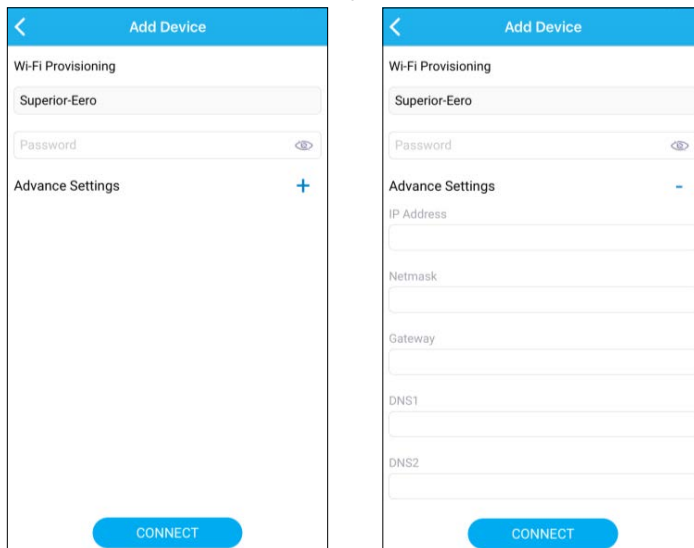 Add Device
Wi-Fi Provisioning
Superior-Eero
Password
Advance Settings +
CONNECT
Add Device
Wi-Fi Provisioning
Superior-Eero
Password
Advance Settings -
IP Address
Netmask
Gateway
DNS1
DNS2
CONNECT